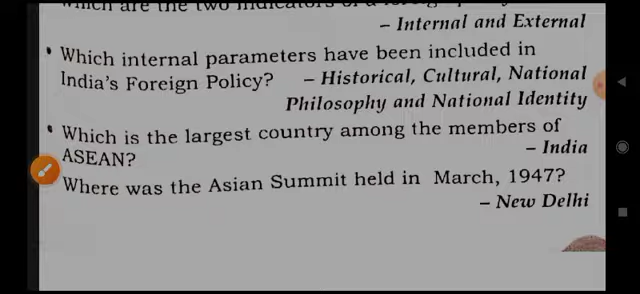 – Internal and External
• Which internal parameters have been included in
India's Foreign Policy? – Historical, Cultural, National
Philosophy and National Identity
• Which is the largest country among the members of
ASEAN? – India
Where was the Asian Summit held in March, 1947?
– New Delhi